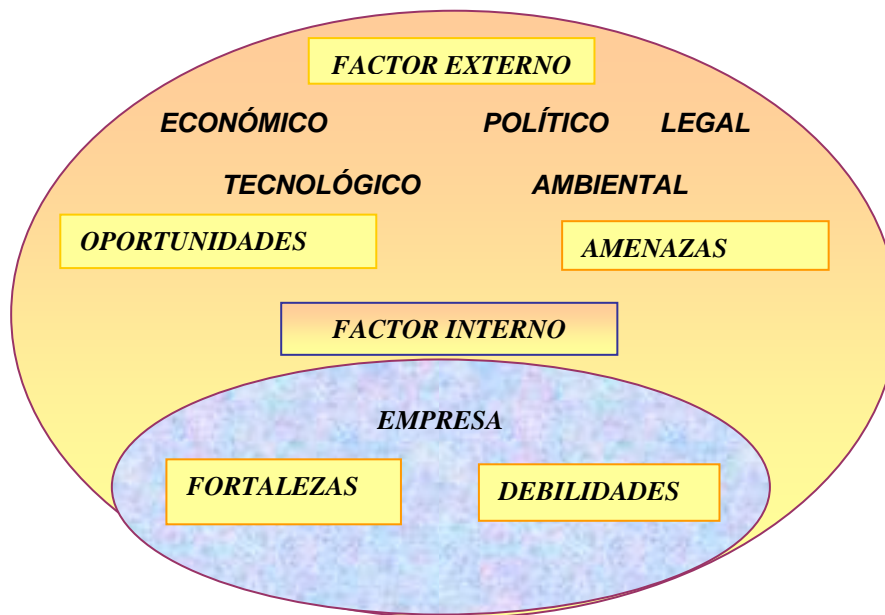 FACTOR EXTERNO
ECONÓMICO POLÍTICO LEGAL
TECNOLÓGICO AMBIENTAL
OPORTUNIDADES AMENAZAS
FACTOR INTERNO
EMPRESA
FORTALEZAS DEBILIDADES